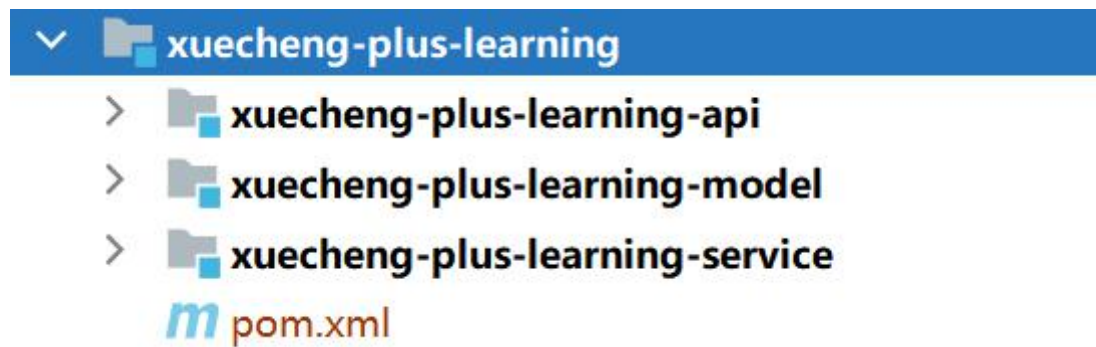 xuecheng-plus-learning
xuecheng-plus-learning-api
xuecheng-plus-learning-model
xuecheng-plus-learning-service
m pom.xml